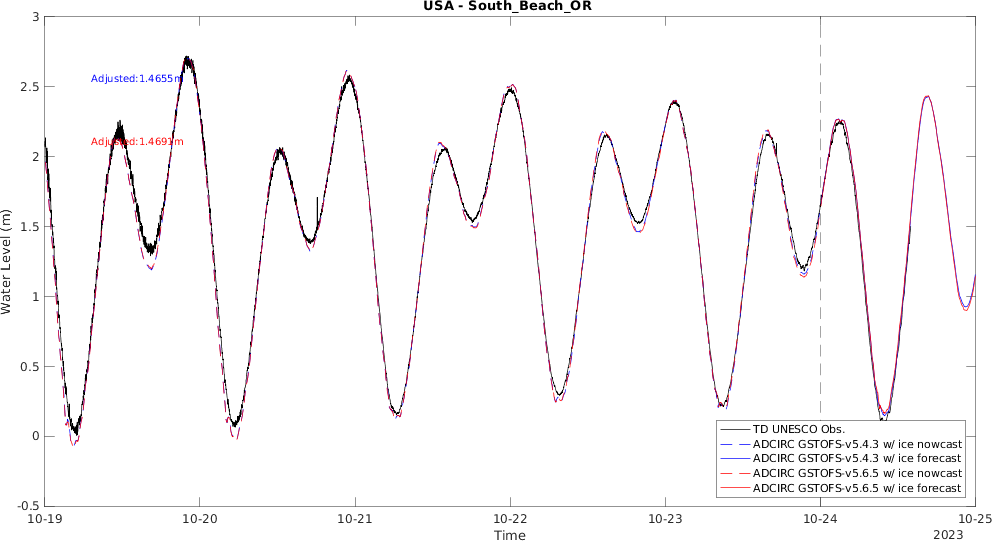 USA - South_Beach_OR
Water Level (m)
3
2.5
2
1.5
1
0.5
0
-0.5
Adjusted:1.4655m
Adjusted:1.4691m
TD UNESCO Obs.
ADCIRC GSTOFS-v5.4.3 w/ ice nowcast
ADCIRC GSTOFS-v5.4.3 w/ ice forecast
ADCIRC GSTOFS-v5.6.5 w/ ice nowcast
ADCIRC GSTOFS-v5.6.5 w/ ice forecast
10-19 10-20 10-21 10-22 10-23 10-24 10-25
Time
2023